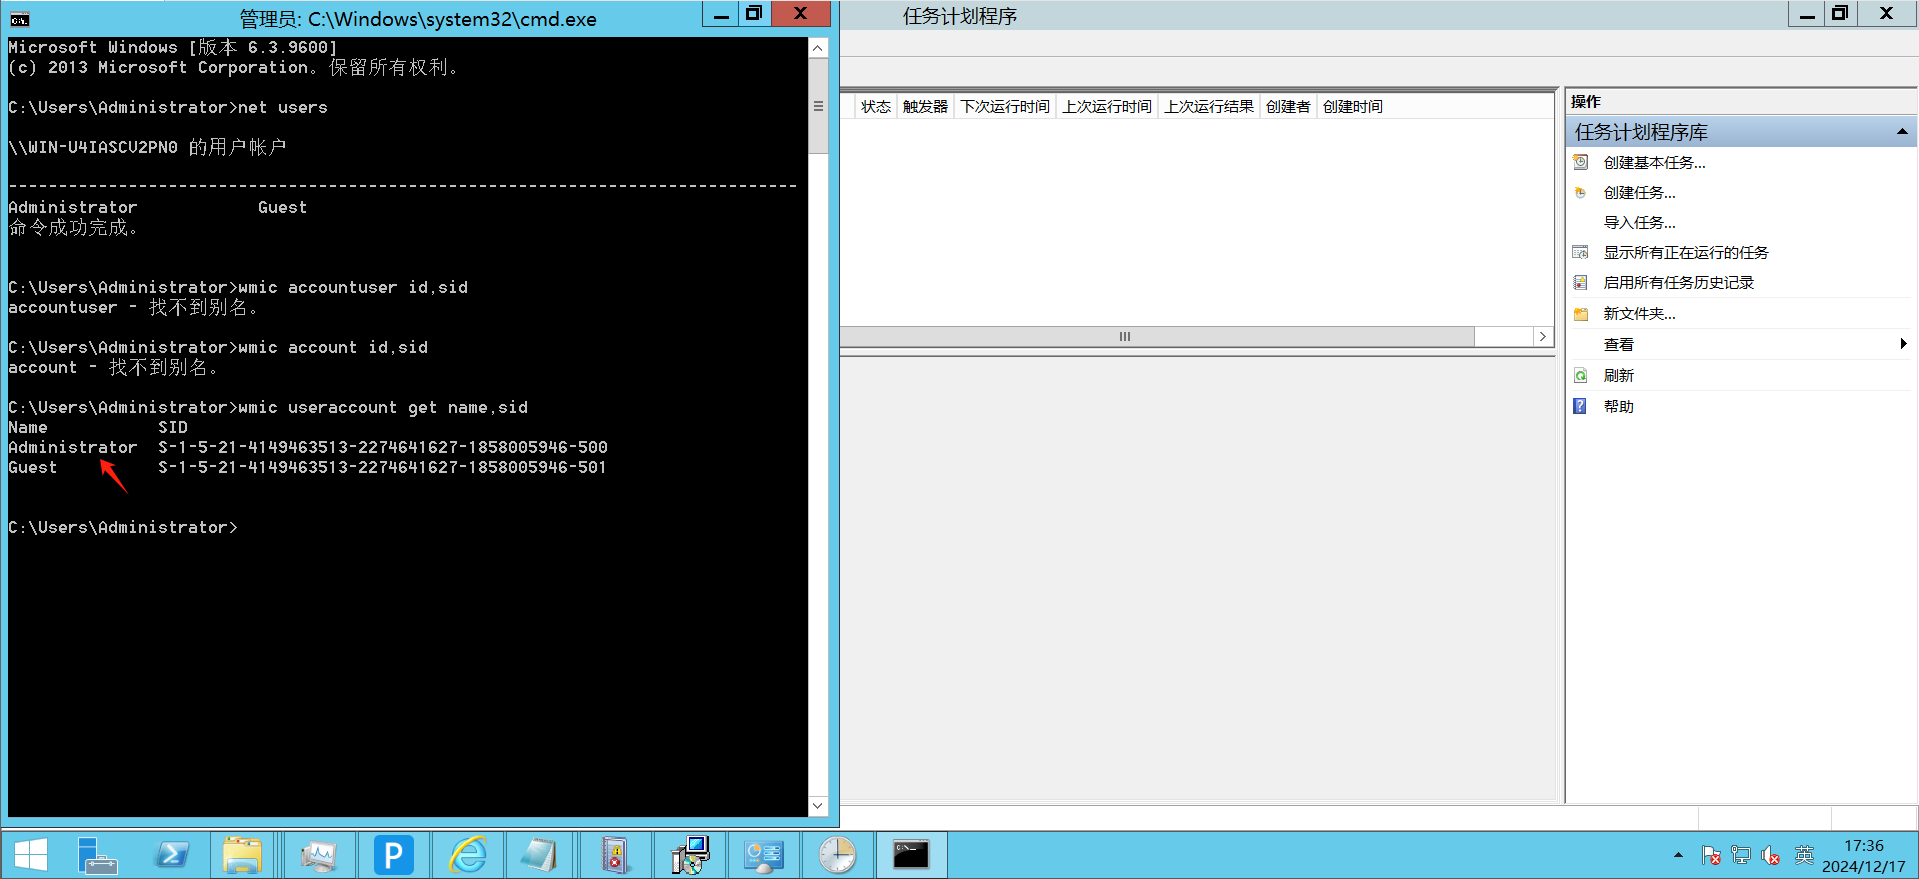 管理员: C:\Windows\system32\cmd.exe
Microsoft Windows [版本 6.3.9600]
(c) 2013 Microsoft Corporation。保留所有权利。
C:\Users\Administrator>net users
\\WIN-U4IASCV2PN0 的用户帐户
-------------------------------------------------------------------------------
Administrator            Guest
命令成功完成。
C:\Users\Administrator>wmic accountuser id,sid
accountuser - 找不到别名。
C:\Users\Administrator>wmic account id,sid
account - 找不到别名。
C:\Users\Administrator>wmic useraccount get name,sid
Name           SID
Administrator  S-1-5-21-4149463513-2274641627-1858005946-500
Guest          S-1-5-21-4149463513-2274641627-1858005946-501
C:\Users\Administrator>
任务计划程序
状态 触发器 下次运行时间 上次运行时间 上次运行结果 创建者 创建时间
操作
任务计划程序库
创建基本任务...
创建任务...
导入任务...
显示所有正在运行的任务
启用所有任务历史记录
新文件夹...
查看
刷新
帮助
英
17:36
2024/12/17